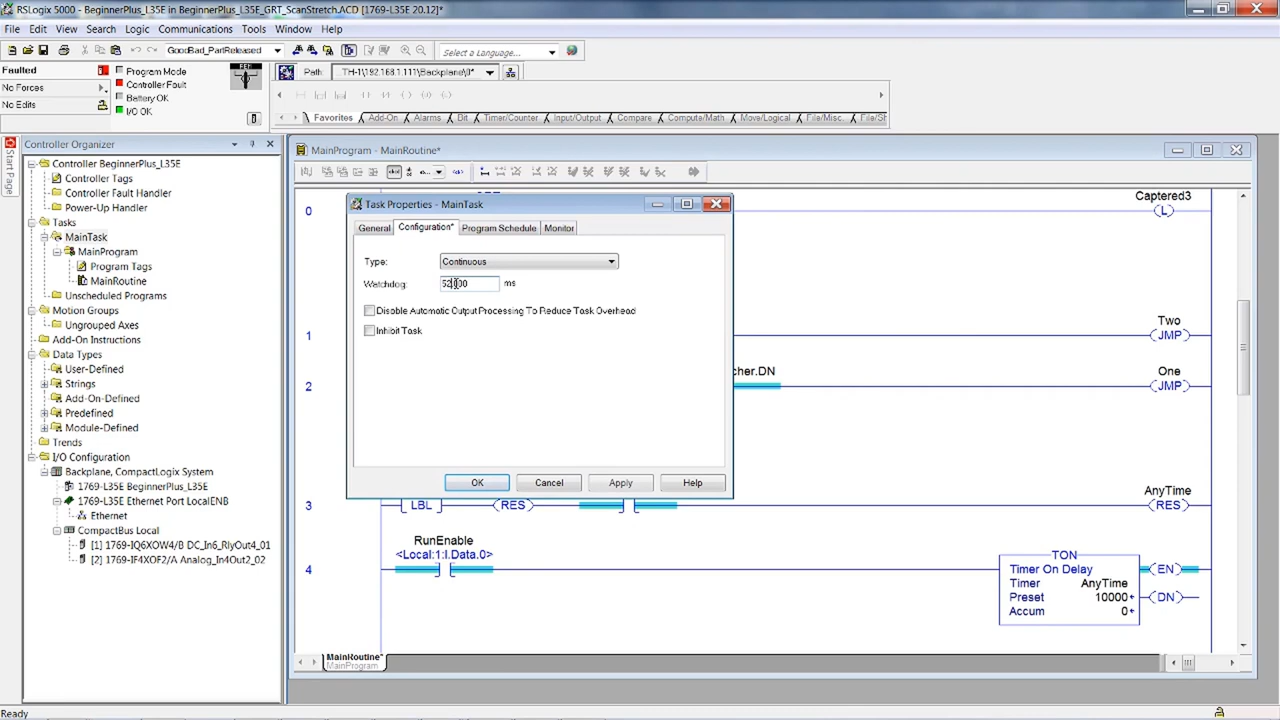 RSLogix 5000 - BeginnerPlus_L35E in BeginnerPlus_L35E_GRT_ScanStretch.ACD [1769-L35E 20.12]*
File Edit View Search Logic Communications Tools Window Help
GoodBad_PartReleased
Select a Language...
Faulted
No Forces
No Edits
Program Mode
Controller Fault
Battery OK
I/O OK
REM
Path TH-1\192.168.1.111\Backplane\0*
Favorites Add-On Alarms Bit Timer/Counter Input/Output Compare Compute/Math Move/Logical File/Misc.
Start Page
Controller Organizer
Controller BeginnerPlus_L35E
Controller Tags
Controller Fault Handler
Power-Up Handler
Tasks
MainTask
MainProgram
Program Tags
MainRoutine
Unscheduled Programs
Motion Groups
Ungrouped Axes
Add-On Instructions
Data Types
User-Defined
Strings
Add-On-Defined
Predefined
Module-Defined
Trends
I/O Configuration
Backplane, CompactLogix System
1769-L35E BeginnerPlus_L35E
1769-L35E Ethernet Port LocalENB
Ethernet
CompactBus Local
[1] 1769-IQ6XOW4/B DC_In6_RlyOut4_01
[2] 1769-IF4XOF2/A Analog_In4Out2_02
MainProgram - MainRoutine*
0
Captered3
L
1
Two
JMP
2
cher.DN
One
JMP
3
LBL
RES
AnyTime
RES
4
RunEnable
<Local:1:I.Data.0>
TON
Timer On Delay
Timer AnyTime
Preset 10000
Accum 0
EN
DN
Task Properties - MainTask
General Configuration* Program Schedule Monitor
Type: Continuous
Watchdog: ms
Disable Automatic Output Processing To Reduce Task Overhead
Inhibit Task
OK Cancel Apply Help
MainRoutine*
MainProgram
Ready